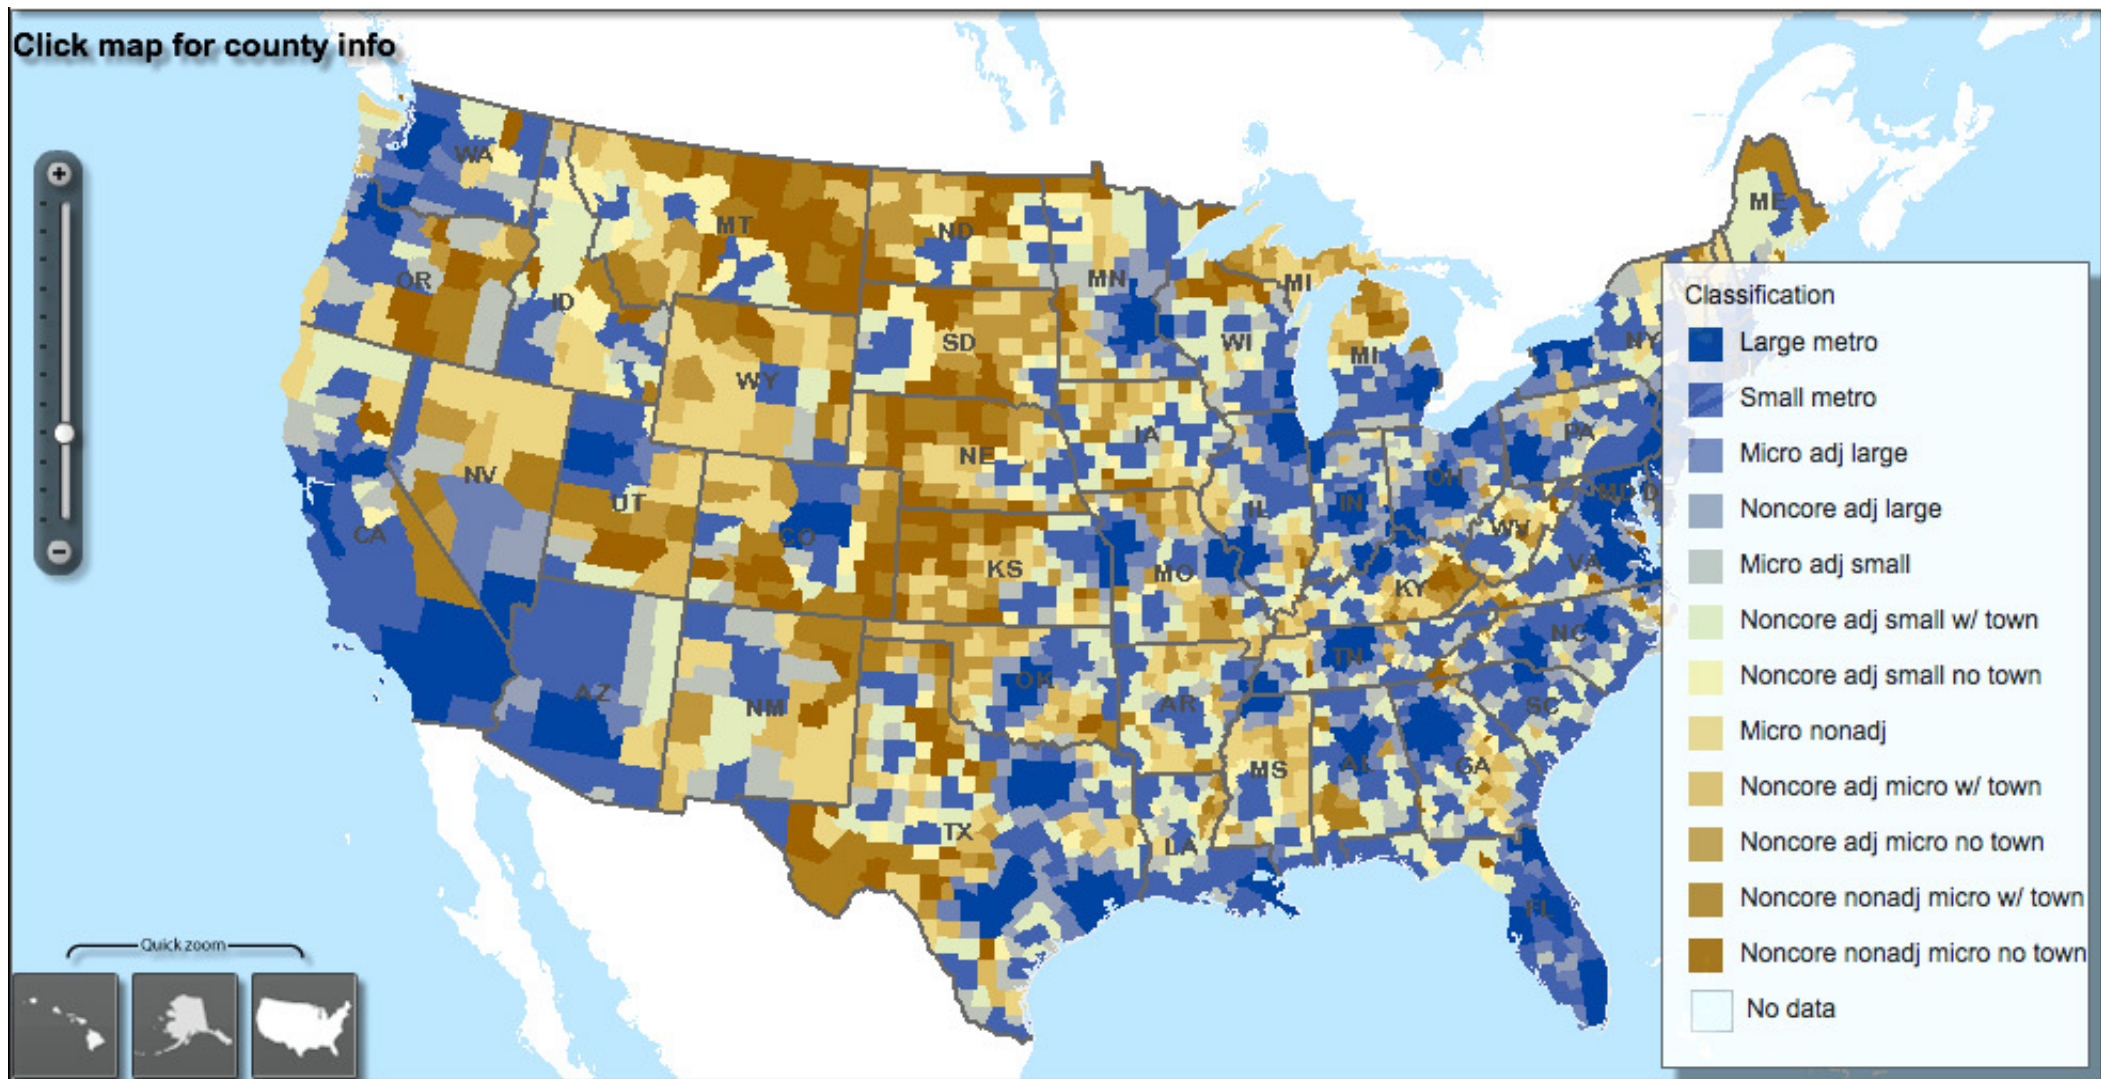 Click map for county info
WA
MT
ND
MN
ME
OR
ID
SD
WI
MI
MI
NY
WY
IA
PA
NE
NV
UT
CO
IL
IN
OH
MD
D
WV
VA
CA
KS
MO
KY
NC
TN
OK
AZ
NM
AR
SC
MS
AL
GA
TX
LA
FL
Classification
Large metro
Small metro
Micro adj large
Noncore adj large
Micro adj small
Noncore adj small w/ town
Noncore adj small no town
Micro nonadj
Noncore adj micro w/ town
Noncore adj micro no town
Noncore nonadj micro w/ town
Noncore nonadj micro no town
No data
Quick zoom